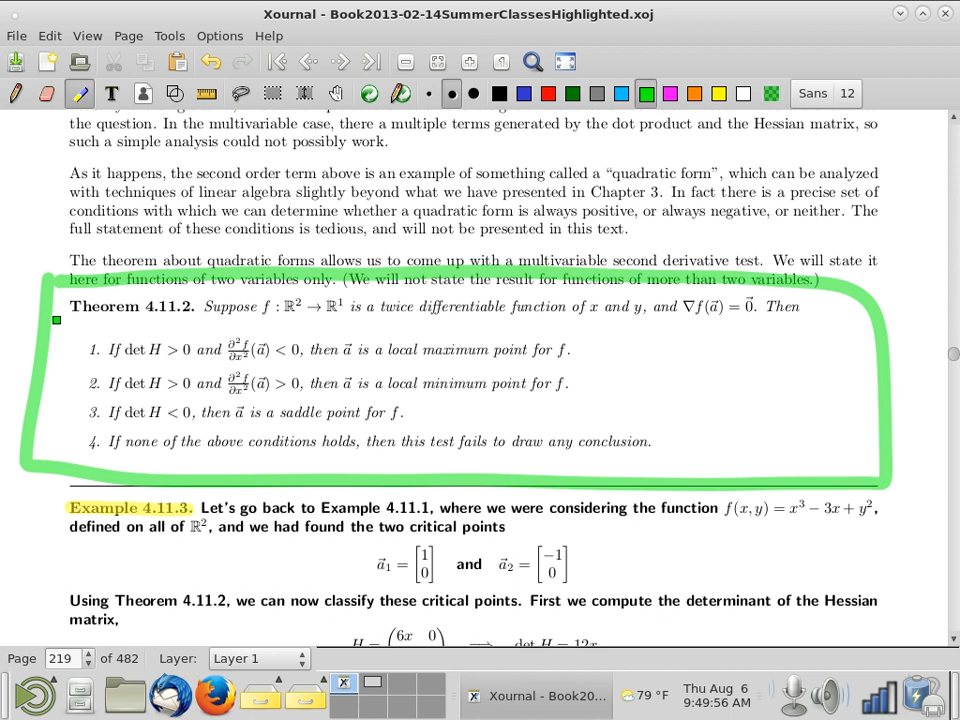 Xournal - Book2013-02-14SummerClassesHighlighted.xoj
File Edit View Page Tools Options Help
Sans 12
the question. In the multivariable case, there a multiple terms generated by the dot product and the Hessian matrix, so
such a simple analysis could not possibly work.
As it happens, the second order term above is an example of something called a “quadratic form”, which can be analyzed
with techniques of linear algebra slightly beyond what we have presented in Chapter 3. In fact there is a precise set of
conditions with which we can determine whether a quadratic form is always positive, or always negative, or neither. The
full statement of these conditions is tedious, and will not be presented in this text.
The theorem about quadratic forms allows us to come up with a multivariable second derivative test. We will state it
here for functions of two variables only. (We will not state the result for functions of more than two variables.)
Theorem 4.11.2. Suppose f : ℝ² → ℝ¹ is a twice differentiable function of x and y, and ∇f(a⃗) = 0⃗. Then
1. If det H > 0 and ∂²f/∂x²(a⃗) < 0, then a⃗ is a local maximum point for f.
2. If det H > 0 and ∂²f/∂x²(a⃗) > 0, then a⃗ is a local minimum point for f.
3. If det H < 0, then a⃗ is a saddle point for f.
4. If none of the above conditions holds, then this test fails to draw any conclusion.
Example 4.11.3. Let's go back to Example 4.11.1, where we were considering the function f(x, y) = x³ − 3x + y²,
defined on all of ℝ², and we had found the two critical points
a⃗₁ = [1 0] and a⃗₂ = [−1 0]
Using Theorem 4.11.2, we can now classify these critical points. First we compute the determinant of the Hessian
matrix,
H = (6x 0 ⟹ det H = 12x
Page 219 of 482 Layer: Layer 1
Xournal - Book20... 79 °F Thu Aug 6
9:49:56 AM